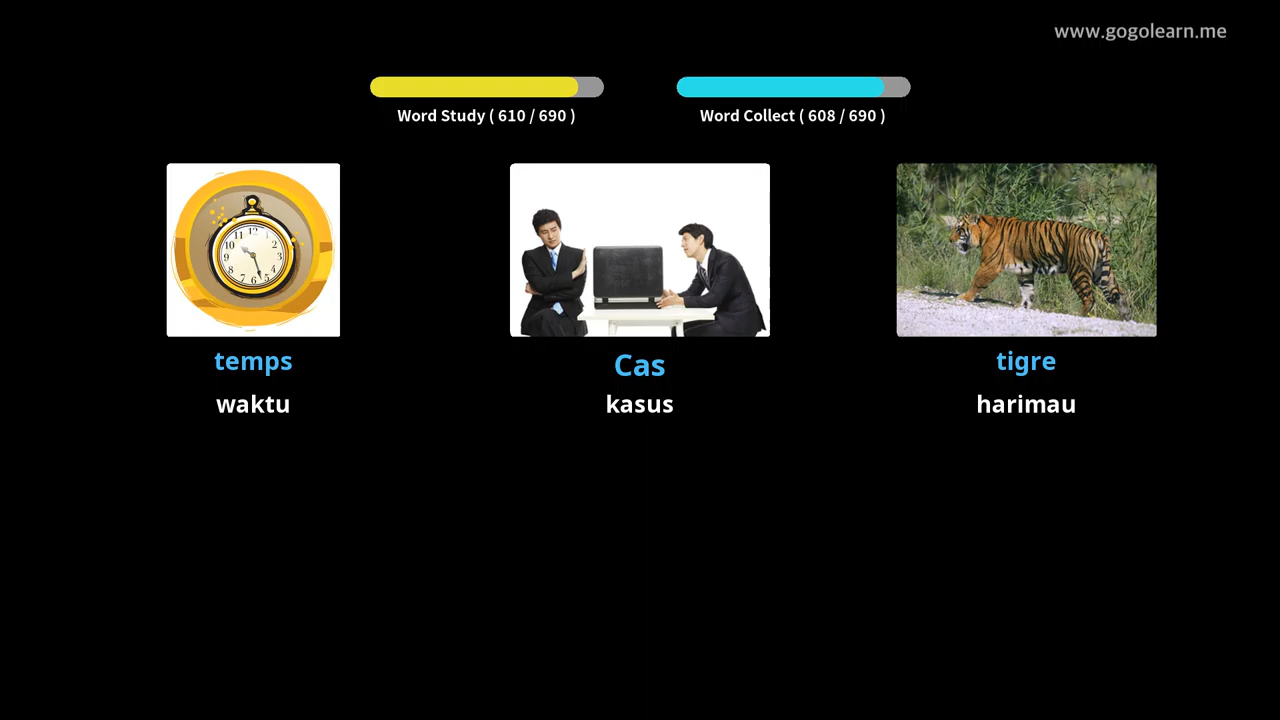 www.gogolearn.me
Word Study ( 610 / 690 )
Word Collect ( 608 / 690 )
temps
Cas
tigre
waktu
kasus
harimau